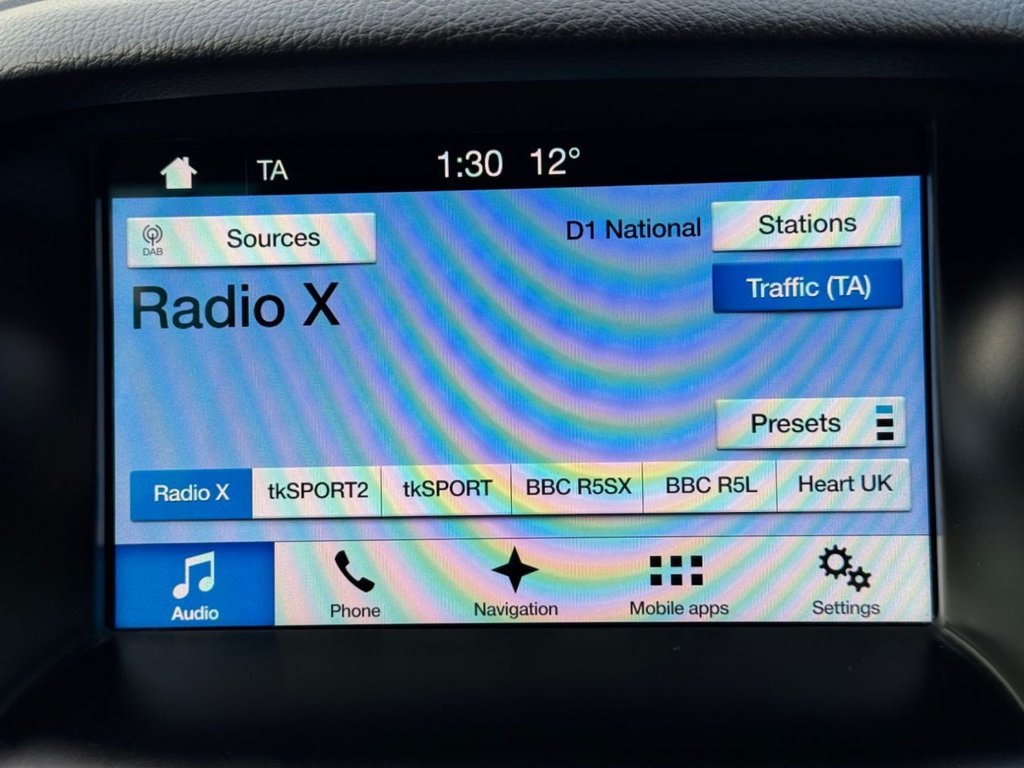 TA 1:30 12°
DAB Sources D1 National Stations
Radio X
Traffic (TA)
Presets
Radio X tkSPORT2 tkSPORT BBC R5SX BBC R5L Heart UK
Audio Phone Navigation Mobile apps Settings